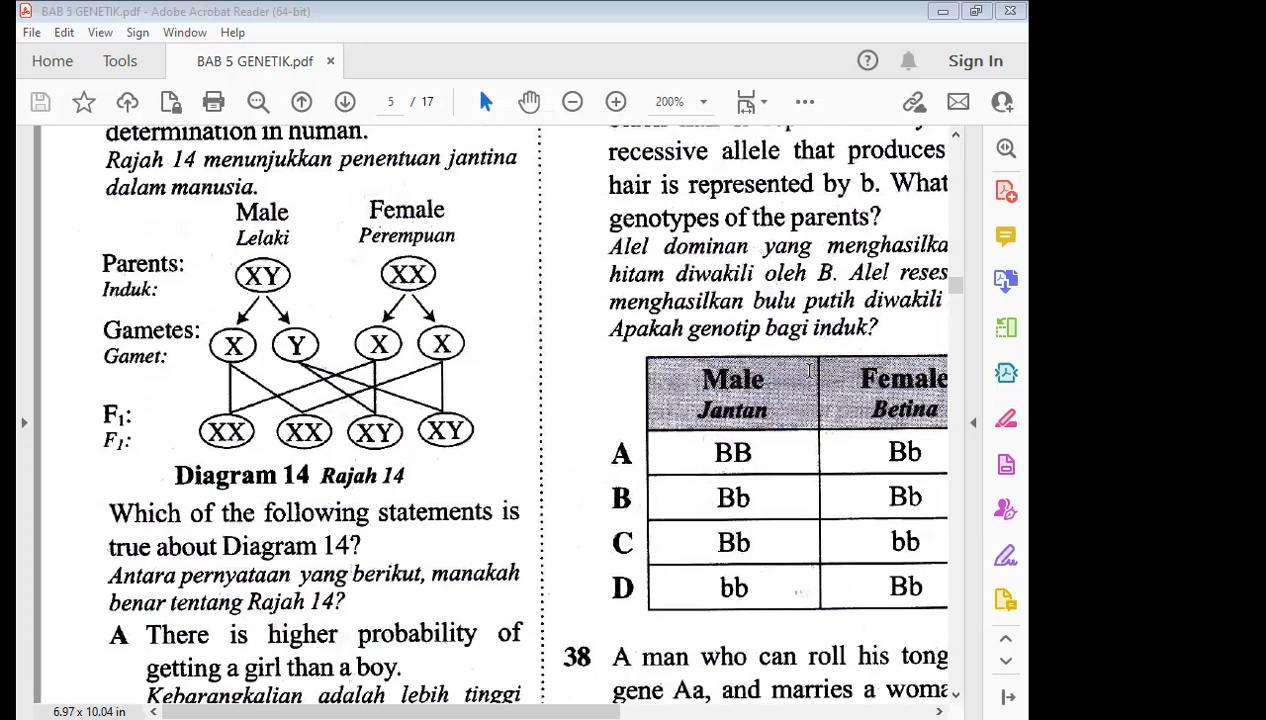 BAB 5 GENETIK.pdf - Adobe Acrobat Reader (64-bit)
File Edit View Sign Window Help
Home Tools BAB 5 GENETIK.pdf × Sign In
5 / 17 200%
determination in human.
Rajah 14 menunjukkan penentuan jantina
dalam manusia.
Male Female
Lelaki Perempuan
Parents: XY XX
Induk:
Gametes: X Y X X
Gamet:
F1: XX XX XY XY
F1:
Diagram 14 Rajah 14
Which of the following statements is
true about Diagram 14?
Antara pernyataan yang berikut, manakah
benar tentang Rajah 14?
A There is higher probability of
getting a girl than a boy.
Kebarangkalian adalah lebih tinggi
recessive allele that produces
hair is represented by b. What
genotypes of the parents?
Alel dominan yang menghasilka
hitam diwakili oleh B. Alel reses
menghasilkan bulu putih diwakili
Apakah genotip bagi induk?
Male Female
Jantan Betina
A BB Bb
B Bb Bb
C Bb bb
D bb Bb
38 A man who can roll his tong
gene Aa, and marries a woma
6.97 x 10.04 in